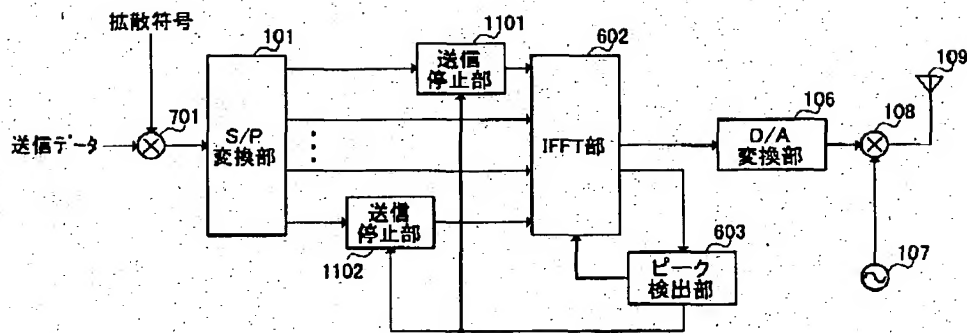 拡散符号
701
送信データ
101
S/P
変換部
1101
送信
停止部
送信
停止部
1102
602
IFFT部
106
D/A
変換部
108
109
603
ピーク
検出部
107